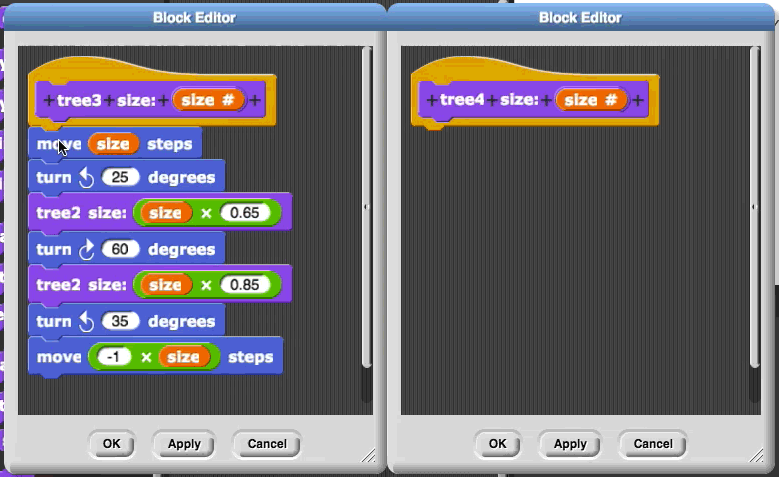 Block Editor
+ tree3 + size: + size # +
move size steps
turn 25 degrees
tree2 size: size × 0.65
turn 60 degrees
tree2 size: size × 0.85
turn 35 degrees
move -1 × size steps
OK Apply Cancel
Block Editor
+ tree4 + size: + size # +
OK Apply Cancel